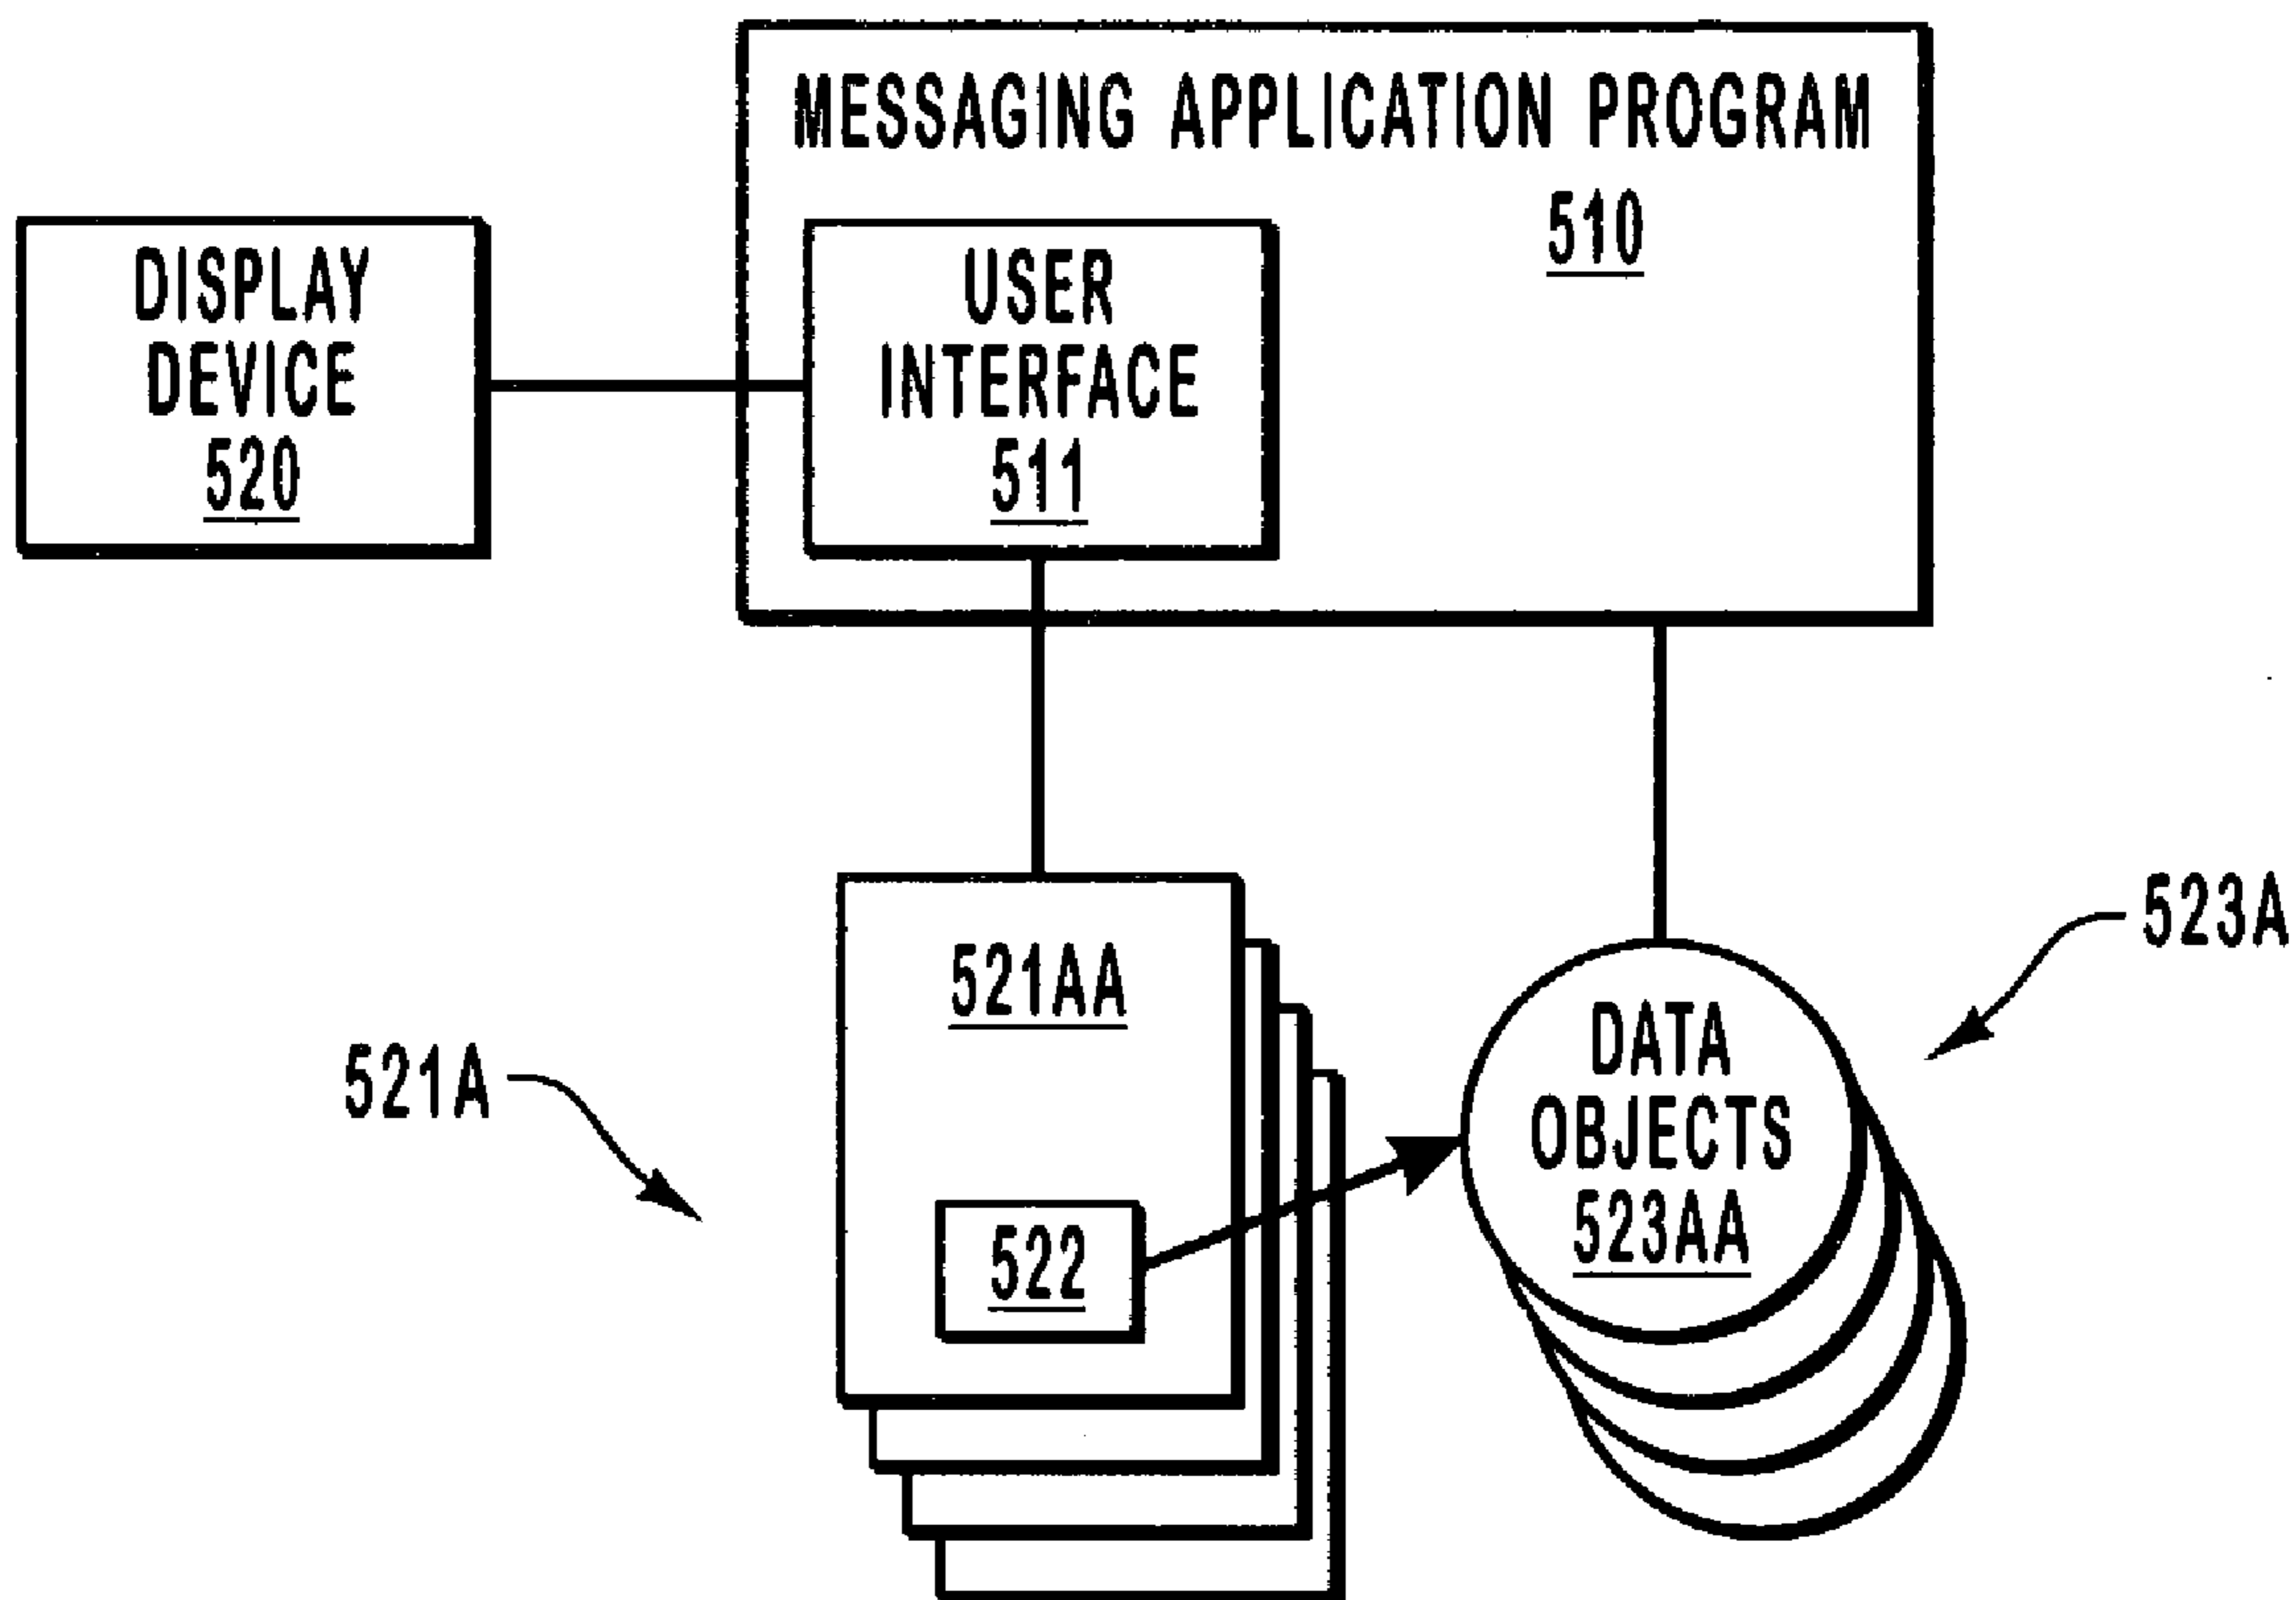 MESSAGING APPLICATION PROGRAM
510
DISPLAY
DEVICE
520
USER
INTERFACE
511
521AA
521A
522
DATA
OBJECTS
523AA
523A